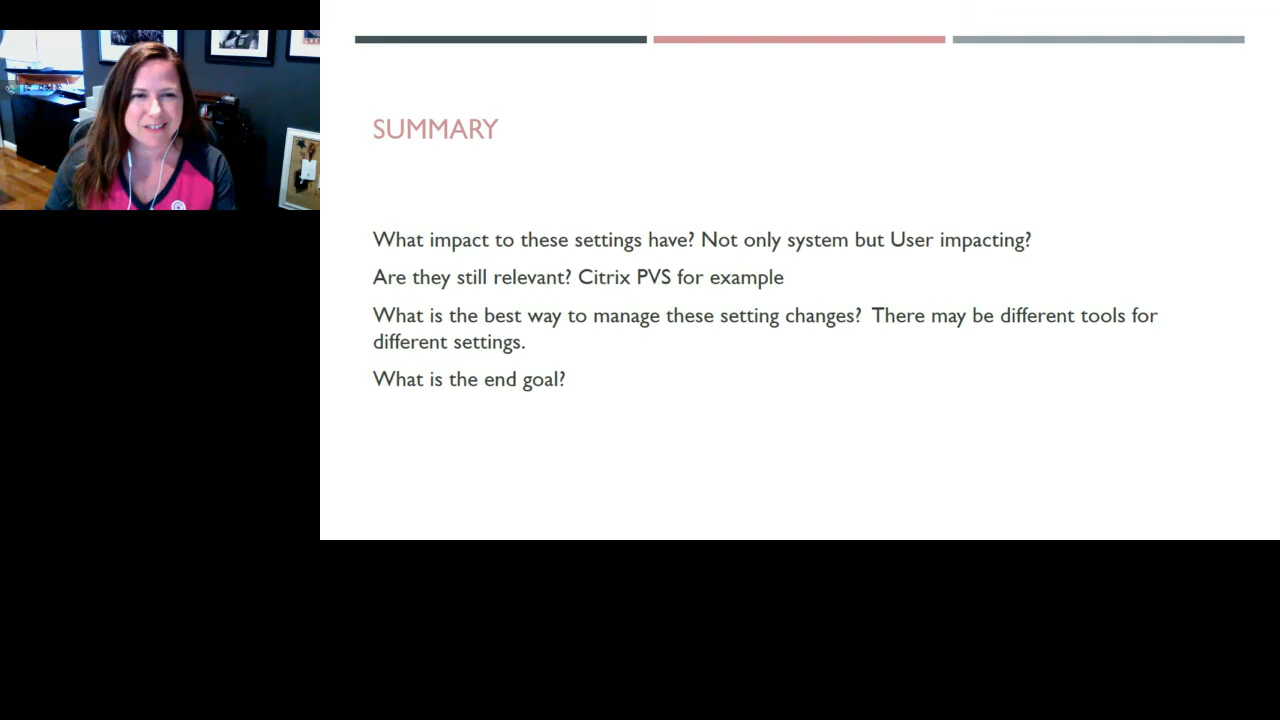 SUMMARY
What impact to these settings have? Not only system but User impacting?
Are they still relevant? Citrix PVS for example
What is the best way to manage these setting changes?  There may be different tools for
different settings.
What is the end goal?